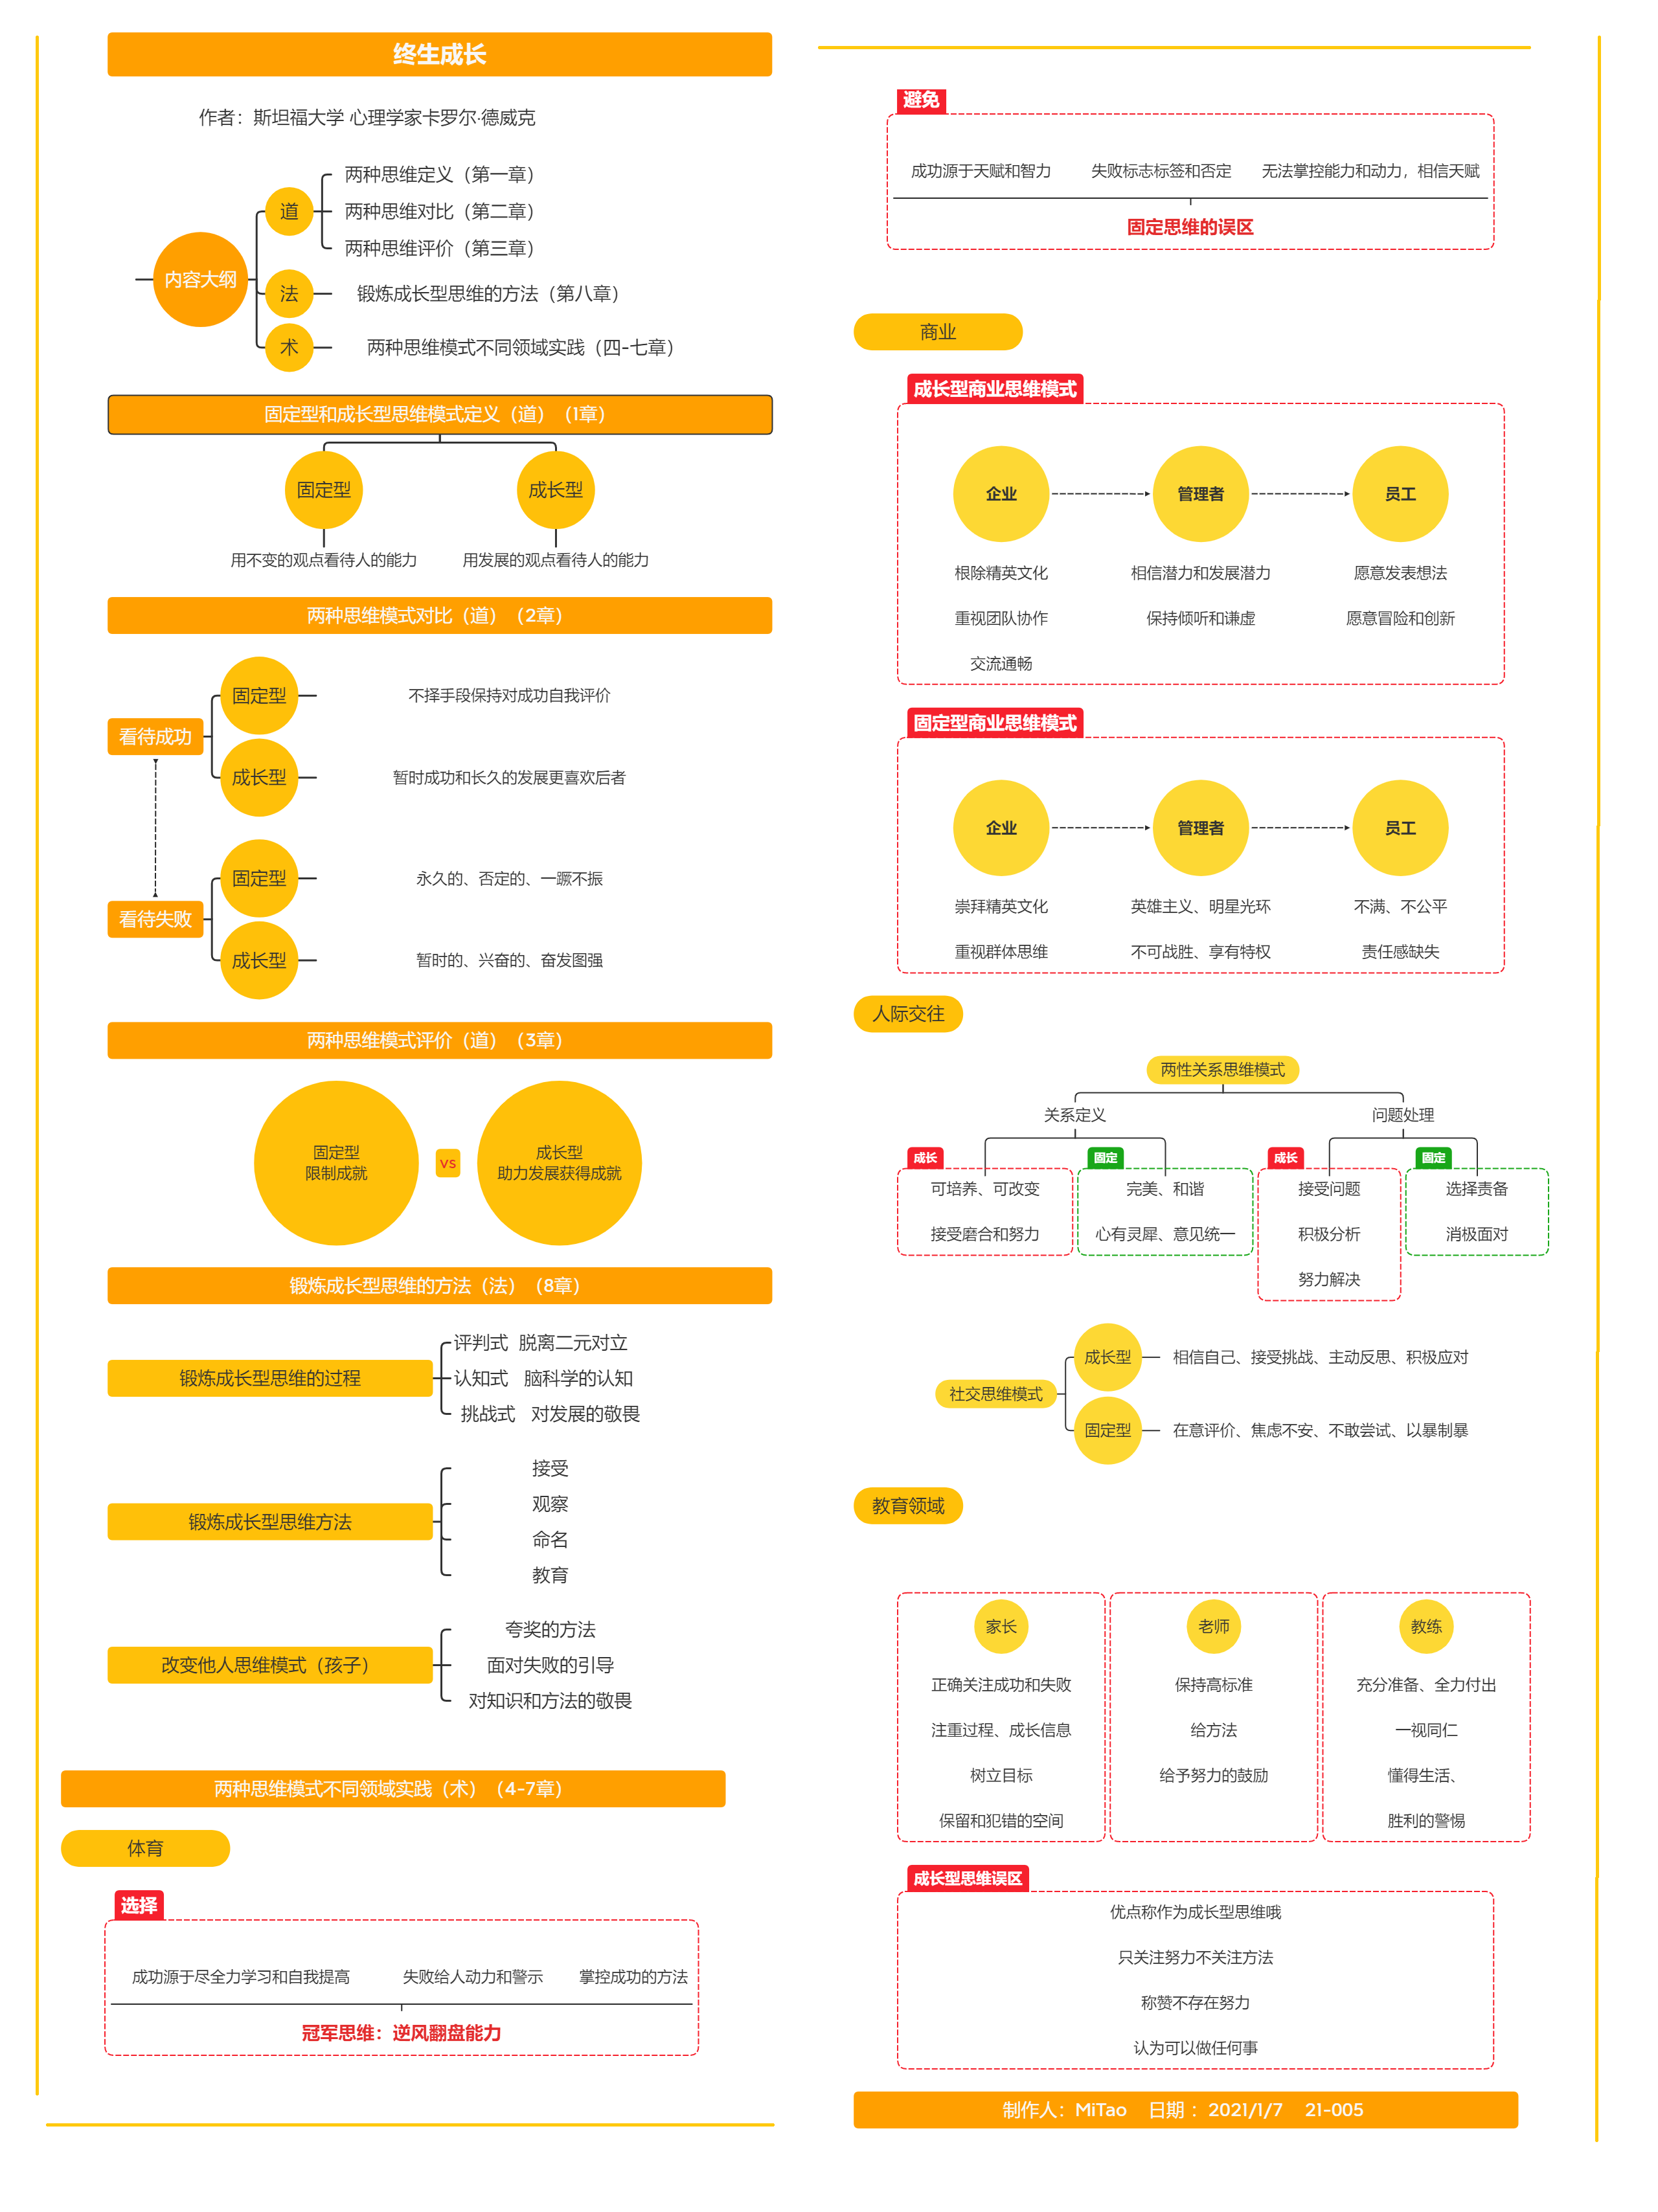 终生成长
作者：斯坦福大学 心理学家卡罗尔·德威克
内容大纲
道
两种思维定义（第一章）
两种思维对比（第二章）
两种思维评价（第三章）
法
锻炼成长型思维的方法（第八章）
术
两种思维模式不同领域实践（四-七章）
固定型和成长型思维模式定义（道）（1章）
固定型
成长型
用不变的观点看待人的能力
用发展的观点看待人的能力
两种思维模式对比（道）（2章）
看待成功
固定型
不择手段保持对成功自我评价
成长型
暂时成功和长久的发展更喜欢后者
看待失败
固定型
永久的、否定的、一蹶不振
成长型
暂时的、兴奋的、奋发图强
两种思维模式评价（道）（3章）
固定型
限制成就
vs
成长型
助力发展获得成就
锻炼成长型思维的方法（法）（8章）
锻炼成长型思维的过程
评判式 脱离二元对立
认知式 脑科学的认知
挑战式 对发展的敬畏
锻炼成长型思维方法
接受
观察
命名
教育
改变他人思维模式（孩子）
夸奖的方法
面对失败的引导
对知识和方法的敬畏
两种思维模式不同领域实践（术）（4-7章）
体育
选择
成功源于尽全力学习和自我提高
失败给人动力和警示
掌控成功的方法
冠军思维：逆风翻盘能力
避免
成功源于天赋和智力
失败标志标签和否定
无法掌控能力和动力，相信天赋
固定思维的误区
商业
成长型商业思维模式
企业
管理者
员工
根除精英文化
重视团队协作
交流通畅
相信潜力和发展潜力
保持倾听和谦虚
愿意发表想法
愿意冒险和创新
固定型商业思维模式
企业
管理者
员工
崇拜精英文化
重视群体思维
英雄主义、明星光环
不可战胜、享有特权
不满、不公平
责任感缺失
人际交往
两性关系思维模式
关系定义
问题处理
成长
可培养、可改变
接受磨合和努力
固定
完美、和谐
心有灵犀、意见统一
成长
接受问题
积极分析
努力解决
固定
选择责备
消极面对
社交思维模式
成长型
相信自己、接受挑战、主动反思、积极应对
固定型
在意评价、焦虑不安、不敢尝试、以暴制暴
教育领域
家长
正确关注成功和失败
注重过程、成长信息
树立目标
保留和犯错的空间
老师
保持高标准
给方法
给予努力的鼓励
教练
充分准备、全力付出
一视同仁
懂得生活、
胜利的警惕
成长型思维误区
优点称作为成长型思维哦
只关注努力不关注方法
称赞不存在努力
认为可以做任何事
制作人：MiTao 日期 ：2021/1/7 21-005